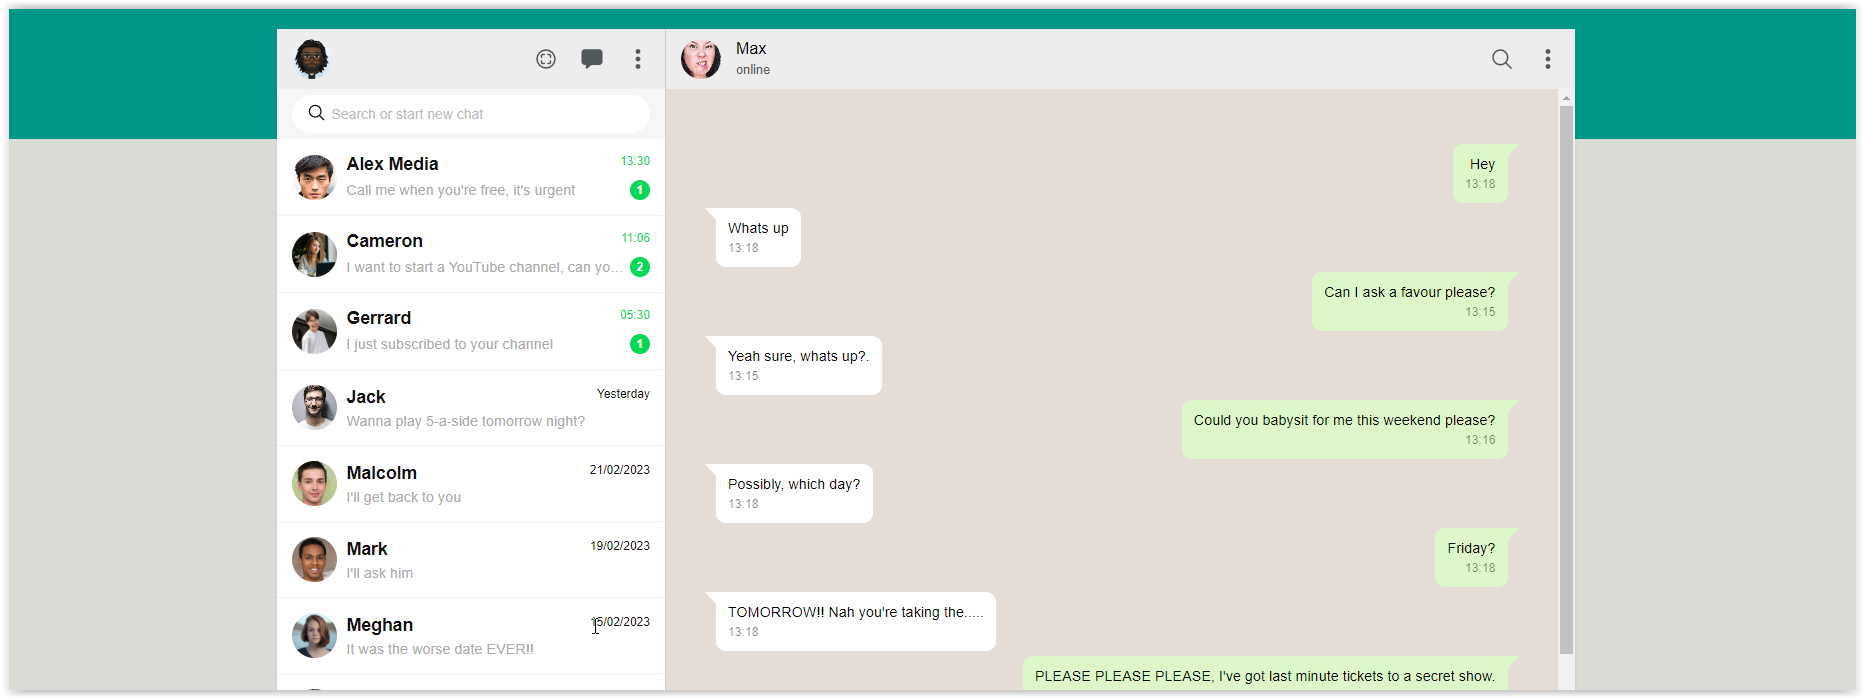 Search or start new chat
Alex Media
13:30
Call me when you're free, it's urgent
1
Cameron
11:06
I want to start a YouTube channel, can yo...
2
Gerrard
05:30
I just subscribed to your channel
1
Jack
Yesterday
Wanna play 5-a-side tomorrow night?
Malcolm
21/02/2023
I'll get back to you
Mark
19/02/2023
I'll ask him
Meghan
15/02/2023
It was the worse date EVER!!
Max
online
Hey
13:18
Whats up
13:18
Can I ask a favour please?
13:15
Yeah sure, whats up?.
13:15
Could you babysit for me this weekend please?
13:16
Possibly, which day?
13:18
Friday?
13:18
TOMORROW!! Nah you're taking the.....
13:18
PLEASE PLEASE PLEASE, I've got last minute tickets to a secret show.